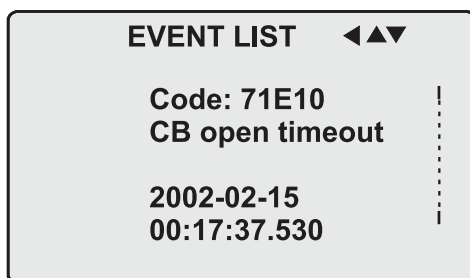 EVENT LIST ◀▲▼
Code: 71E10
CB open timeout
2002-02-15
00:17:37.530